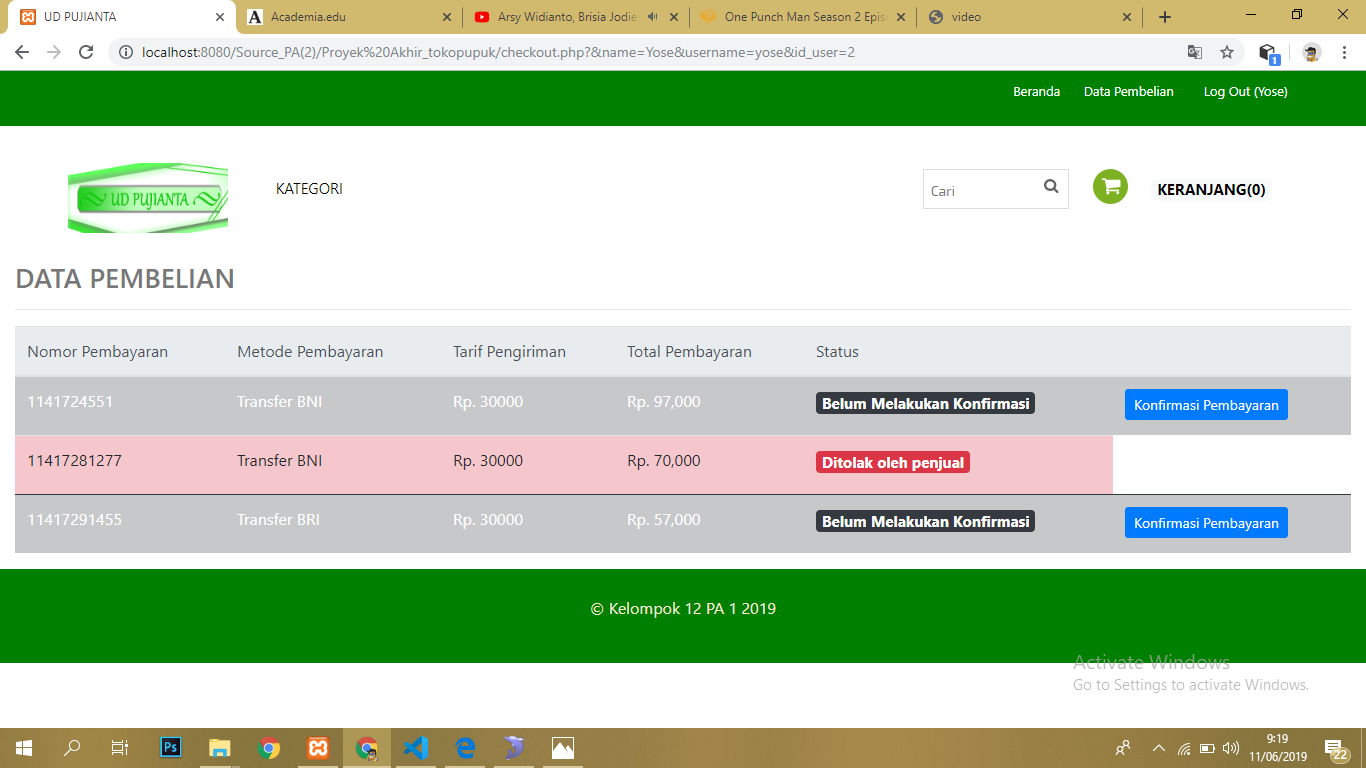 UD PUJIANTA
Academia.edu
Arsy Widianto, Brisia Jodie
One Punch Man Season 2 Epis
video
localhost:8080/Source_PA(2)/Proyek%20Akhir_tokopupuk/checkout.php?&name=Yose&username=yose&id_user=2
1
Beranda Data Pembelian Log Out (Yose)
UD PUJIANTA
KATEGORI
Cari
KERANJANG(0)
DATA PEMBELIAN
Nomor Pembayaran Metode Pembayaran Tarif Pengiriman Total Pembayaran Status
1141724551 Transfer BNI Rp. 30000 Rp. 97,000 Belum Melakukan Konfirmasi Konfirmasi Pembayaran
11417281277 Transfer BNI Rp. 30000 Rp. 70,000 Ditolak oleh penjual
11417291455 Transfer BRI Rp. 30000 Rp. 57,000 Belum Melakukan Konfirmasi Konfirmasi Pembayaran
© Kelompok 12 PA 1 2019
Activate Windows
Go to Settings to activate Windows.
Ps
9:19
11/06/2019
22